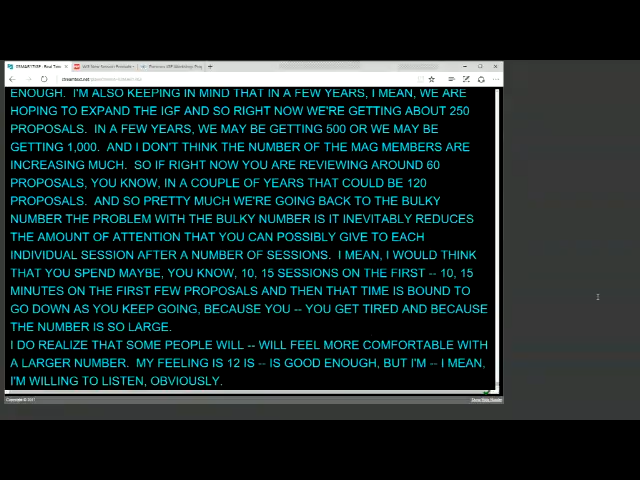 streamtext.net
ENOUGH.  I'M ALSO KEEPING IN MIND THAT IN A FEW YEARS, I MEAN, WE ARE
HOPING TO EXPAND THE IGF AND SO RIGHT NOW WE'RE GETTING ABOUT 250
PROPOSALS.  IN A FEW YEARS, WE MAY BE GETTING 500 OR WE MAY BE
GETTING 1,000.  AND I DON'T THINK THE NUMBER OF THE MAG MEMBERS ARE
INCREASING MUCH.  SO IF RIGHT NOW YOU ARE REVIEWING AROUND 60
PROPOSALS, YOU KNOW, IN A COUPLE OF YEARS THAT COULD BE 120
PROPOSALS.  AND SO PRETTY MUCH WE'RE GOING BACK TO THE BULKY
NUMBER THE PROBLEM WITH THE BULKY NUMBER IS IT INEVITABLY REDUCES
THE AMOUNT OF ATTENTION THAT YOU CAN POSSIBLY GIVE TO EACH
INDIVIDUAL SESSION AFTER A NUMBER OF SESSIONS.  I MEAN, I WOULD THINK
THAT YOU SPEND MAYBE, YOU KNOW, 10, 15 SESSIONS ON THE FIRST -- 10, 15
MINUTES ON THE FIRST FEW PROPOSALS AND THEN THAT TIME IS BOUND TO
GO DOWN AS YOU KEEP GOING, BECAUSE YOU -- YOU GET TIRED AND BECAUSE
THE NUMBER IS SO LARGE.
I DO REALIZE THAT SOME PEOPLE WILL -- WILL FEEL MORE COMFORTABLE WITH
A LARGER NUMBER.  MY FEELING IS 12 IS -- IS GOOD ENOUGH, BUT I'M -- I MEAN,
I'M WILLING TO LISTEN, OBVIOUSLY.